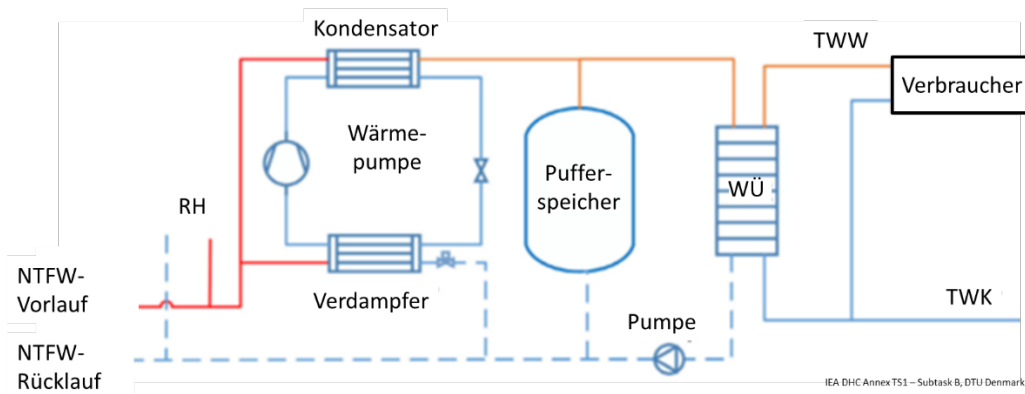 Kondensator
TWW
Verbraucher
Wärme-
pumpe
Puffer-
speicher
WÜ
RH
NTFW-
Vorlauf
Verdampfer
TWK
Pumpe
NTFW-
Rücklauf
IEA DHC Annex TS1 – Subtask B, DTU Denmark